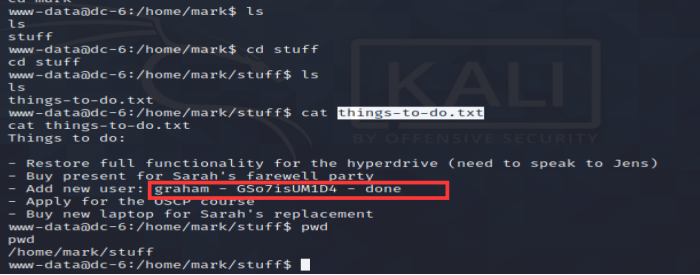 cd mark
www-data@dc-6:/home/mark$ ls
ls
stuff
www-data@dc-6:/home/mark$ cd stuff
cd stuff
www-data@dc-6:/home/mark/stuff$ ls
ls
things-to-do.txt
www-data@dc-6:/home/mark/stuff$ cat things-to-do.txt
cat things-to-do.txt
Things to do:
- Restore full functionality for the hyperdrive (need to speak to Jens)
- Buy present for Sarah's farewell party
- Add new user: graham - GSo7isUM1D4 - done
- Apply for the OSCP course
- Buy new laptop for Sarah's replacement
www-data@dc-6:/home/mark/stuff$ pwd
pwd
/home/mark/stuff
www-data@dc-6:/home/mark/stuff$
KALI
BY OFFENSIVE SECURITY